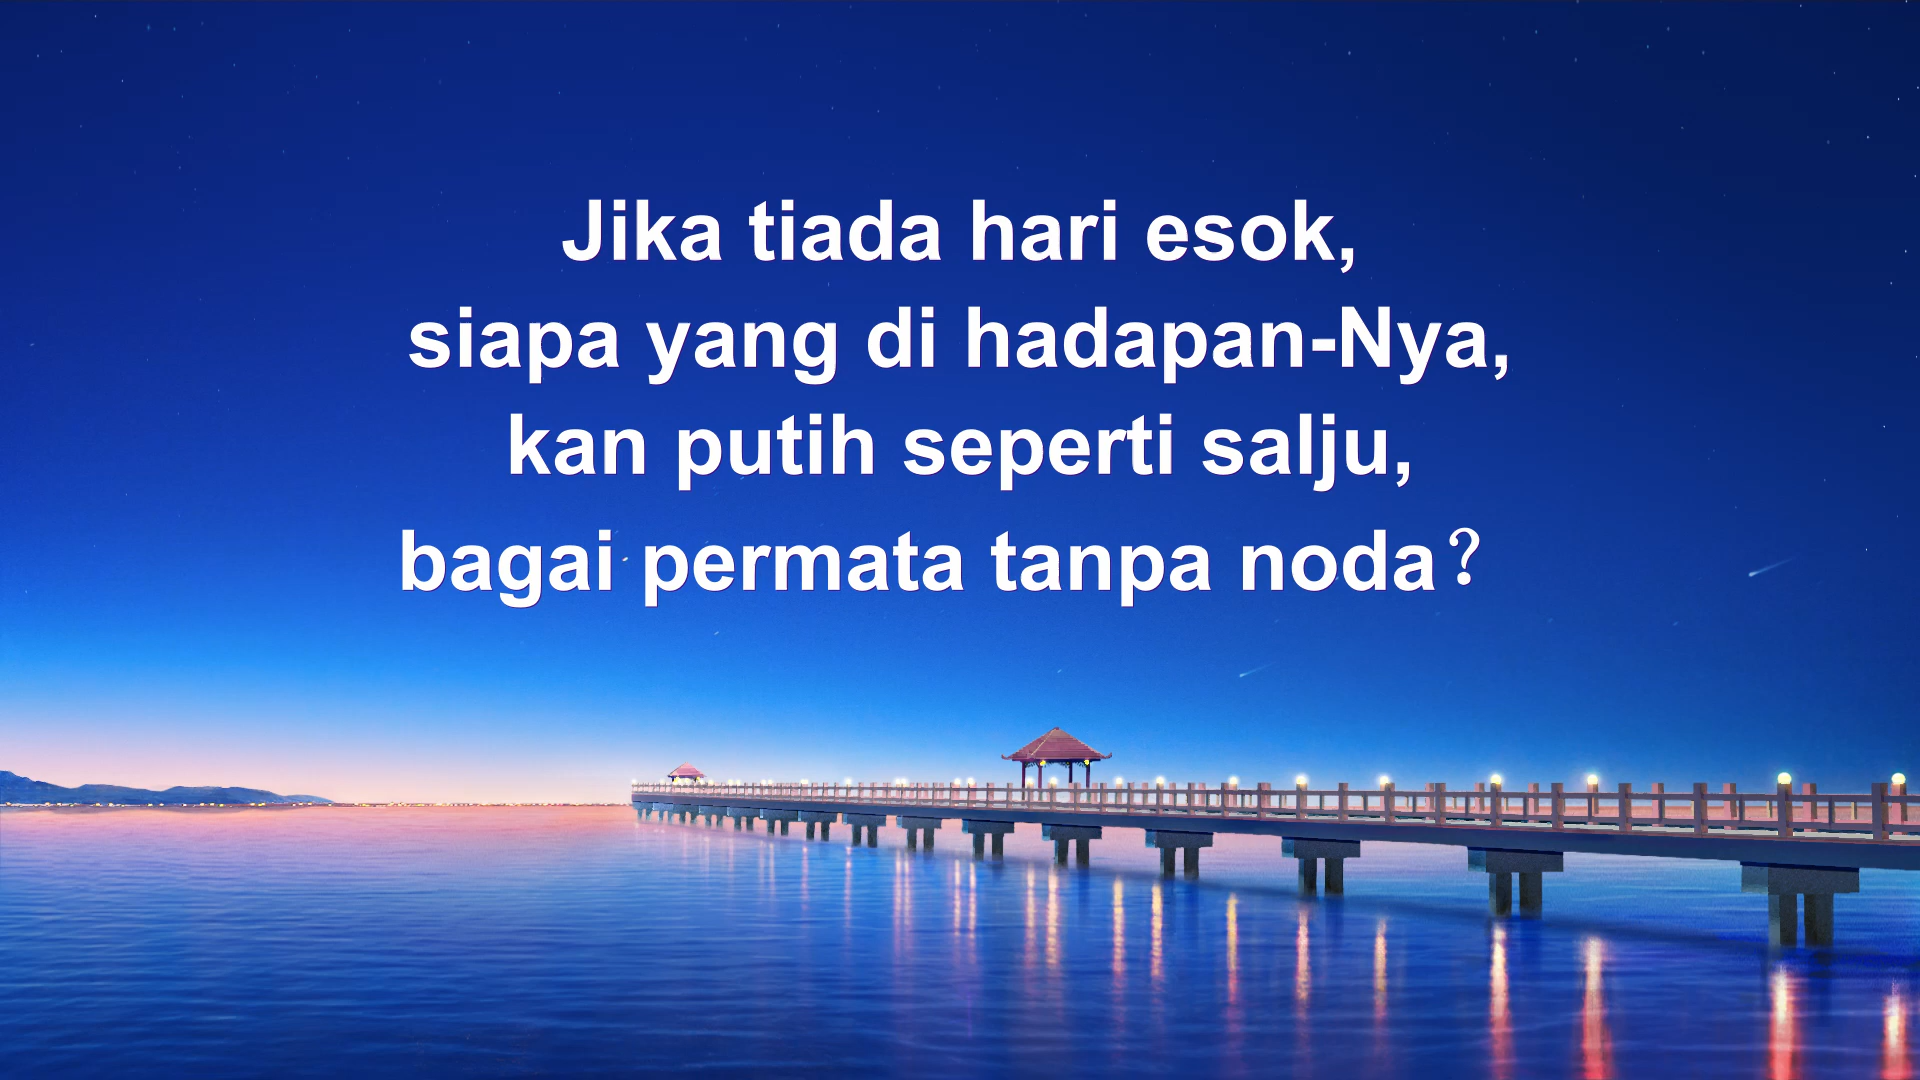 Jika tiada hari esok,
siapa yang di hadapan-Nya,
kan putih seperti salju,
bagai permata tanpa noda？